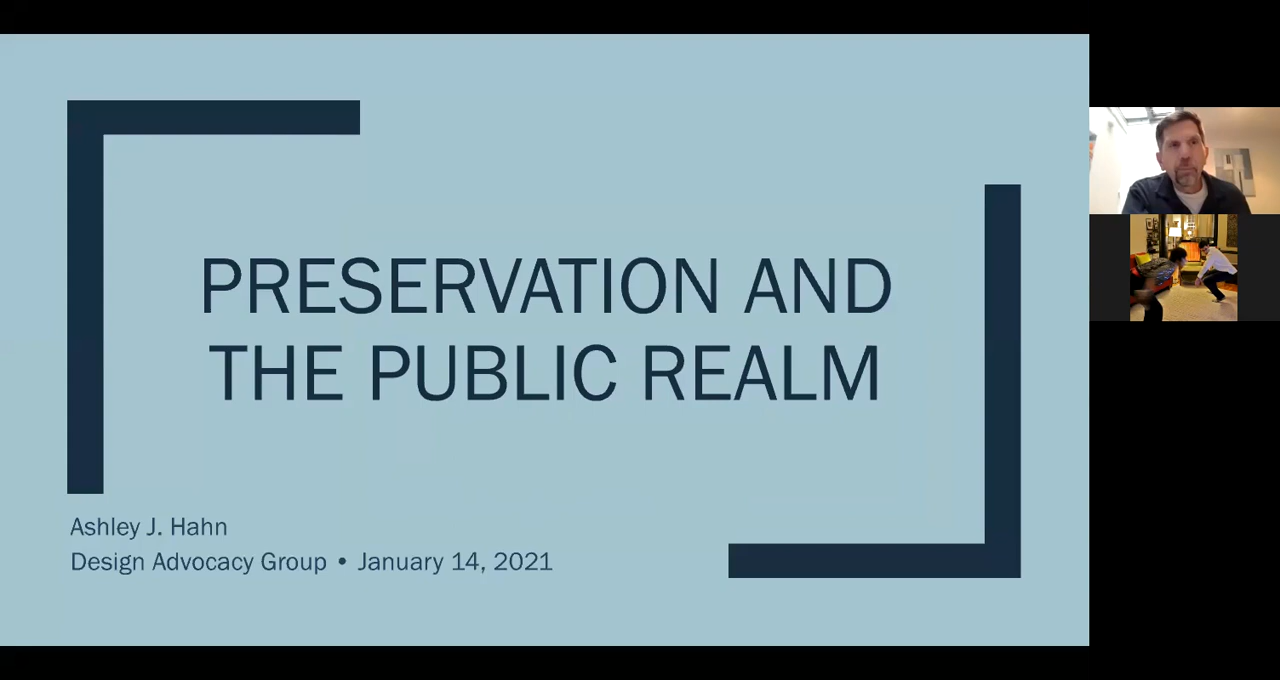 PRESERVATION AND
THE PUBLIC REALM
Ashley J. Hahn
Design Advocacy Group • January 14, 2021